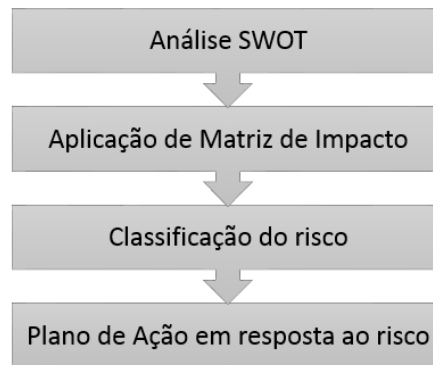 Análise SWOT
Aplicação de Matriz de Impacto
Classificação do risco
Plano de Ação em resposta ao risco